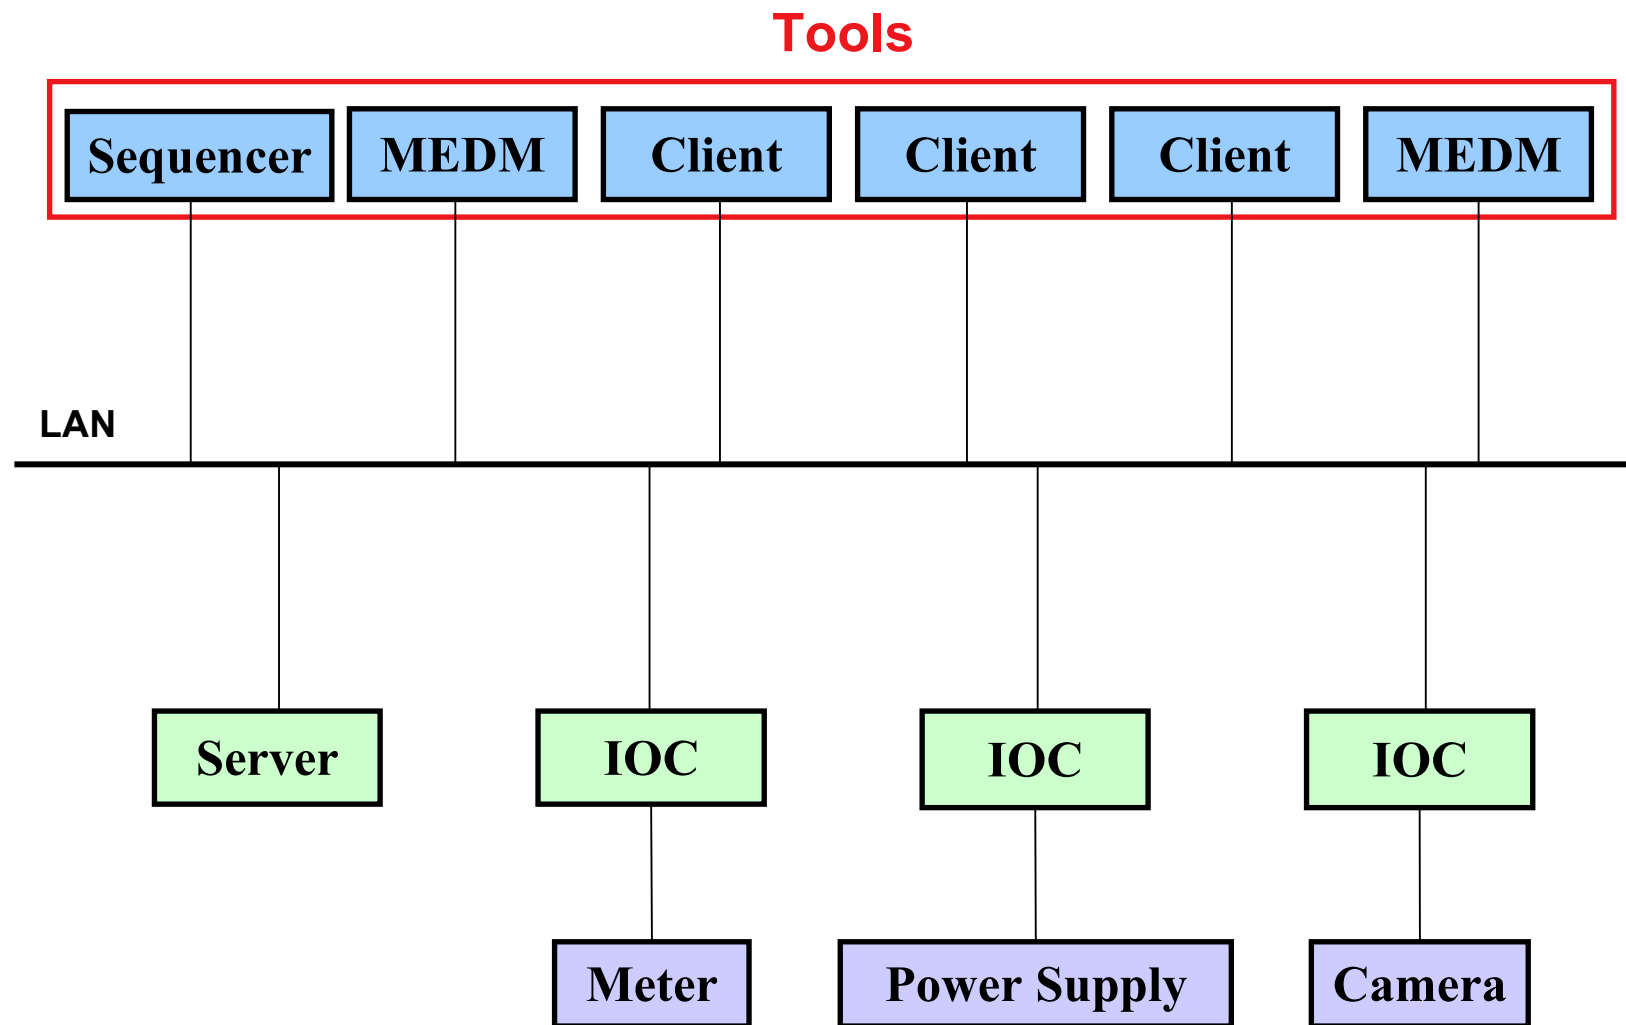 Tools
Sequencer MEDM Client Client Client MEDM
LAN
Server IOC IOC IOC
Meter Power Supply Camera